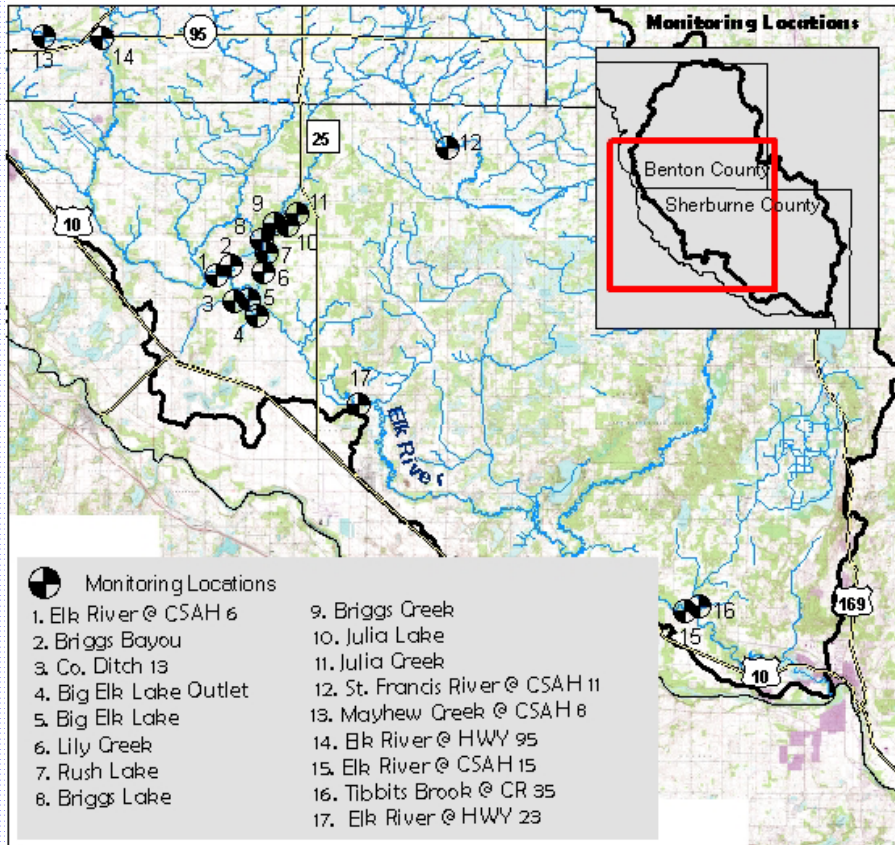 Monitoring Locations
95
13
14
25
12
Benton County
Sherburne County
10
9
11
8
10
2
7
1
6
5
3
4
17
Elk River
16
15
169
10
Monitoring Locations
1. Elk River @ CSAH 6
2. Briggs Bayou
3. Co. Ditch 13
4. Big Elk Lake Outlet
5. Big Elk Lake
6. Lily Creek
7. Rush Lake
8. Briggs Lake
9. Briggs Creek
10. Julia Lake
11. Julia Creek
12. St. Francis River @ CSAH 11
13. Mayhew Creek @ CSAH 8
14. Elk River @ HWY 95
15. Elk River @ CSAH 15
16. Tibbits Brook @ CR 35
17. Elk River @ HWY 23